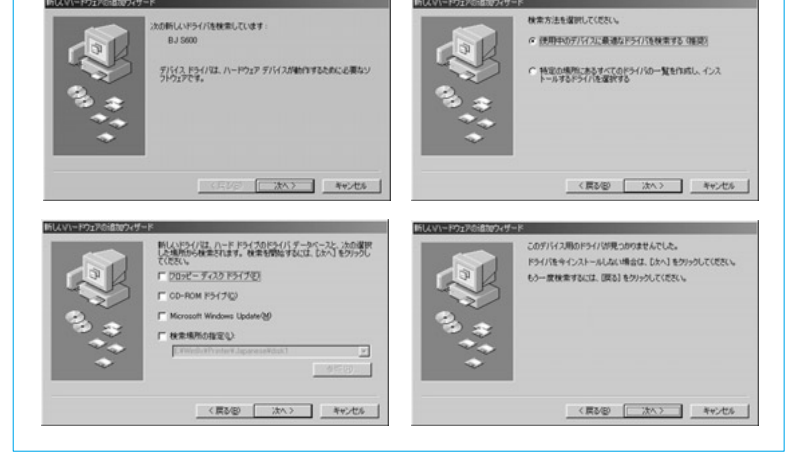 新しいハードウェアの追加ウィザード
次の新しいドライバを検索しています :
BJ S600
デバイス ドライバは、ハードウェア デバイスが動作するために必要なソ
フトウェアです。
< 戻る(B)
次へ >
キャンセル
新しいハードウェアの追加ウィザード
検索方法を選択してください。
使用中のデバイスに最適なドライバを検索する (推奨)
特定の場所にあるすべてのドライバの一覧を作成し、インス
トールするドライバを選択する
< 戻る(B)
次へ >
キャンセル
新しいハードウェアの追加ウィザード
新しいドライバは、ハード ドライブのドライバ データベースと、次の選択
した場所から検索されます。検索を開始するには、[次へ] をクリックし
てください。
フロッピー ディスク ドライブ(F)
CD-ROM ドライブ(C)
Microsoft Windows Update(M)
検索場所の指定(L):
参照(R)...
< 戻る(B)
次へ >
キャンセル
新しいハードウェアの追加ウィザード
このデバイス用のドライバが見つかりませんでした。
ドライバを今インストールしない場合は、[次へ] をクリックしてください。
もう一度検索するには、[戻る] をクリックしてください。
< 戻る(B)
次へ >
キャンセル